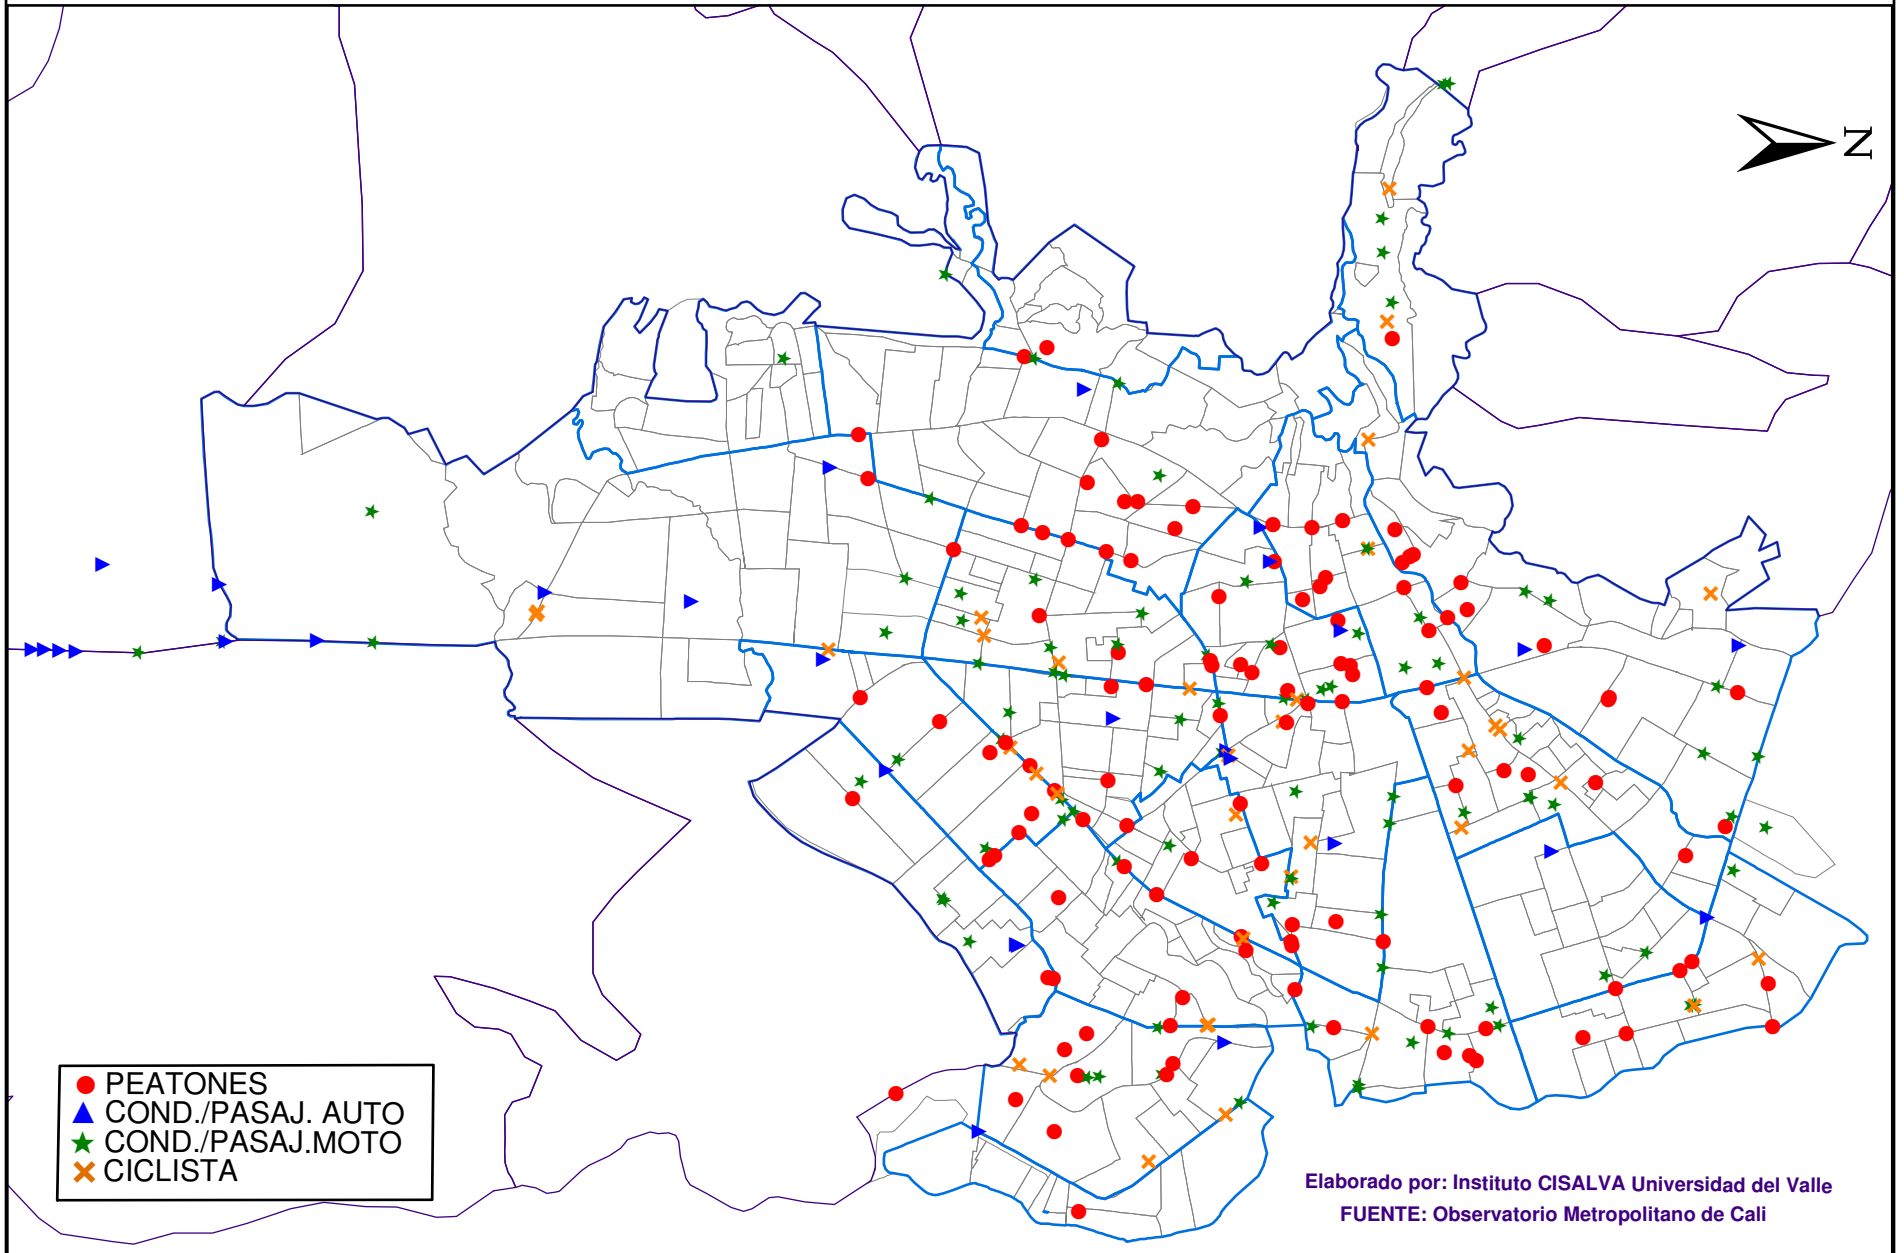 N
PEATONES
COND./PASAJ. AUTO
COND./PASAJ.MOTO
CICLISTA
Elaborado por: Instituto CISALVA Universidad del Valle
FUENTE: Observatorio Metropolitano de Cali